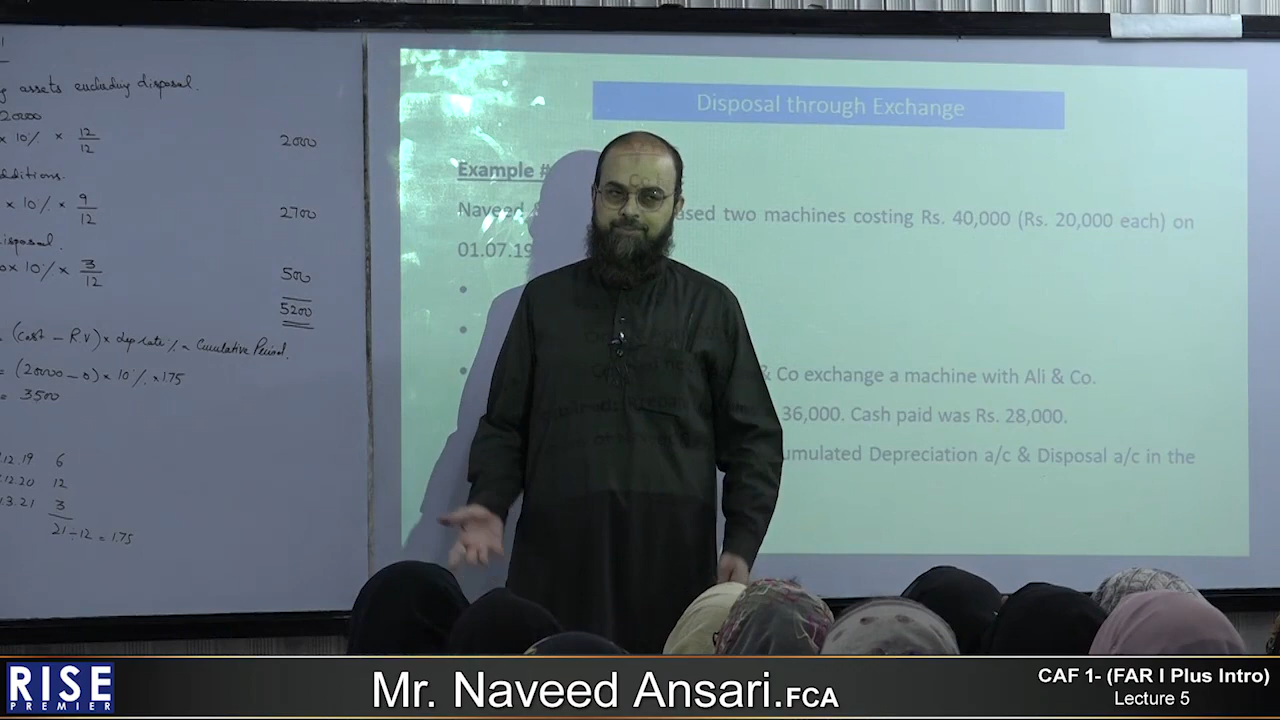 g assets excluding disposal.
20000
× 10% × 12/12 2000
dditions.
× 10% × 9/12 2700
isposal.
0× 10% × 3/12 500
5200
(cost - R.V) × dep rate % × Cumulative Period.
= (20000 - 0) × 10% × 1.75
= 3500
12.19 6
12.20 12
3.21 3
21 ÷ 12 = 1.75
Disposal through Exchange
Example #
Naveed ased two machines costing Rs. 40,000 (Rs. 20,000 each) on
01.07.19
& Co exchange a machine with Ali & Co.
36,000. Cash paid was Rs. 28,000.
umulated Depreciation a/c & Disposal a/c in the
RISE
PREMIER
Mr. Naveed Ansari.FCA
CAF 1- (FAR I Plus Intro)
Lecture 5